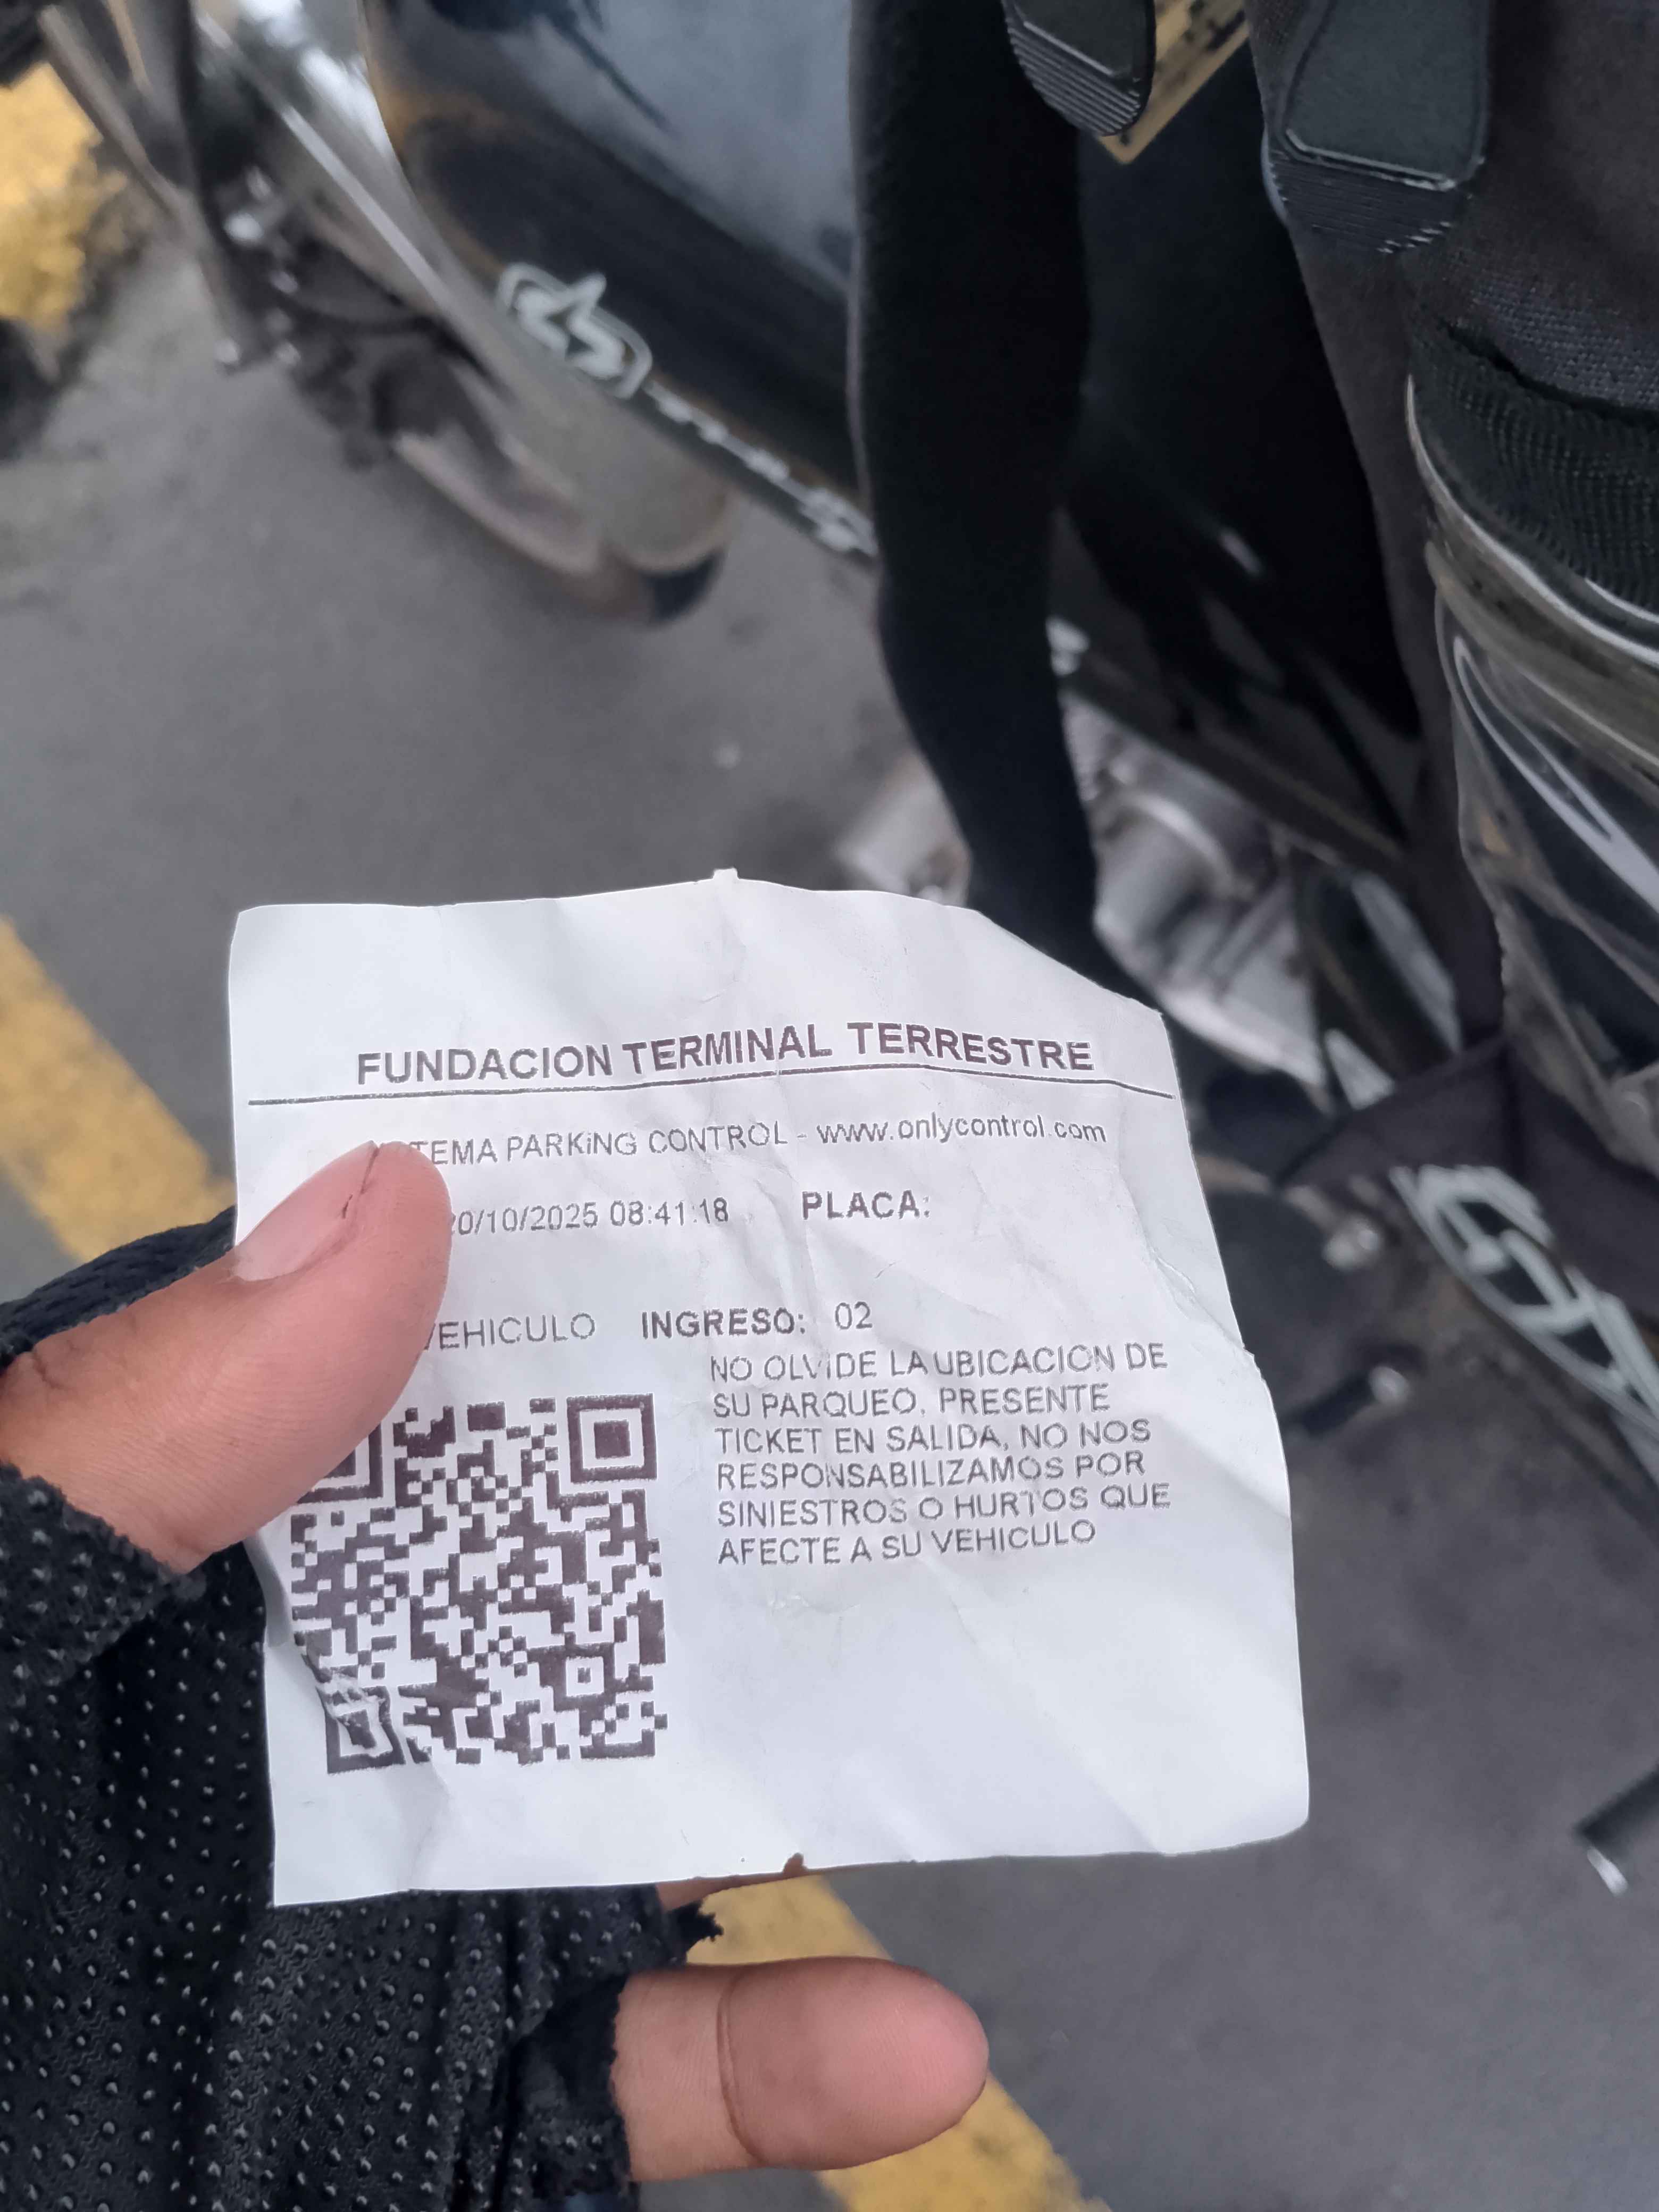 FUNDACION TERMINAL TERRESTRE
TEMA PARKiNG CONTROL - www.onlycontrol.com
20/10/2025 08:41:18 PLACA:
VEHICULO INGRESO: 02
NO OLVIDE LA UBICACION DE
SU PARQUEO, PRESENTE
TICKET EN SALIDA, NO NOS
RESPONSABILIZAMOS POR
SINIESTROS O HURTOS QUE
AFECTE A SU VEHICULO